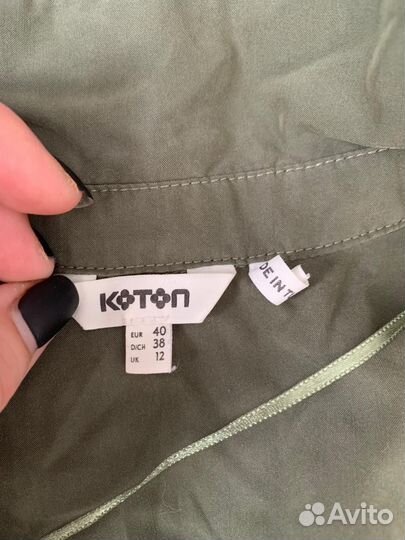 KOTON
EUR 40
D/CH 38
UK 12
DE IN T
Avito